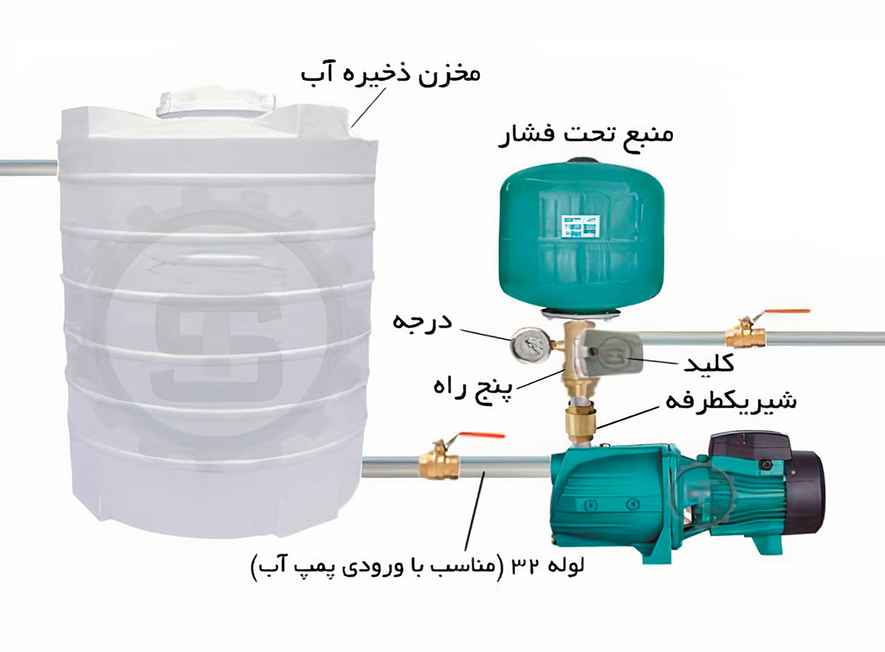 مخزن ذخیره آب
منبع تحت فشار
درجه
کلید
پنج راه
شیریکطرفه
لوله ۳۲ (مناسب با ورودی پمپ آب)